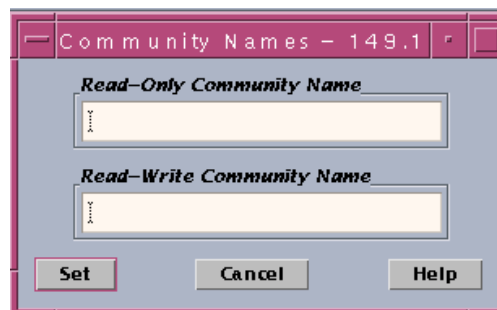 Community Names - 149.1
Read-Only Community Name
Read-Write Community Name
Set Cancel Help